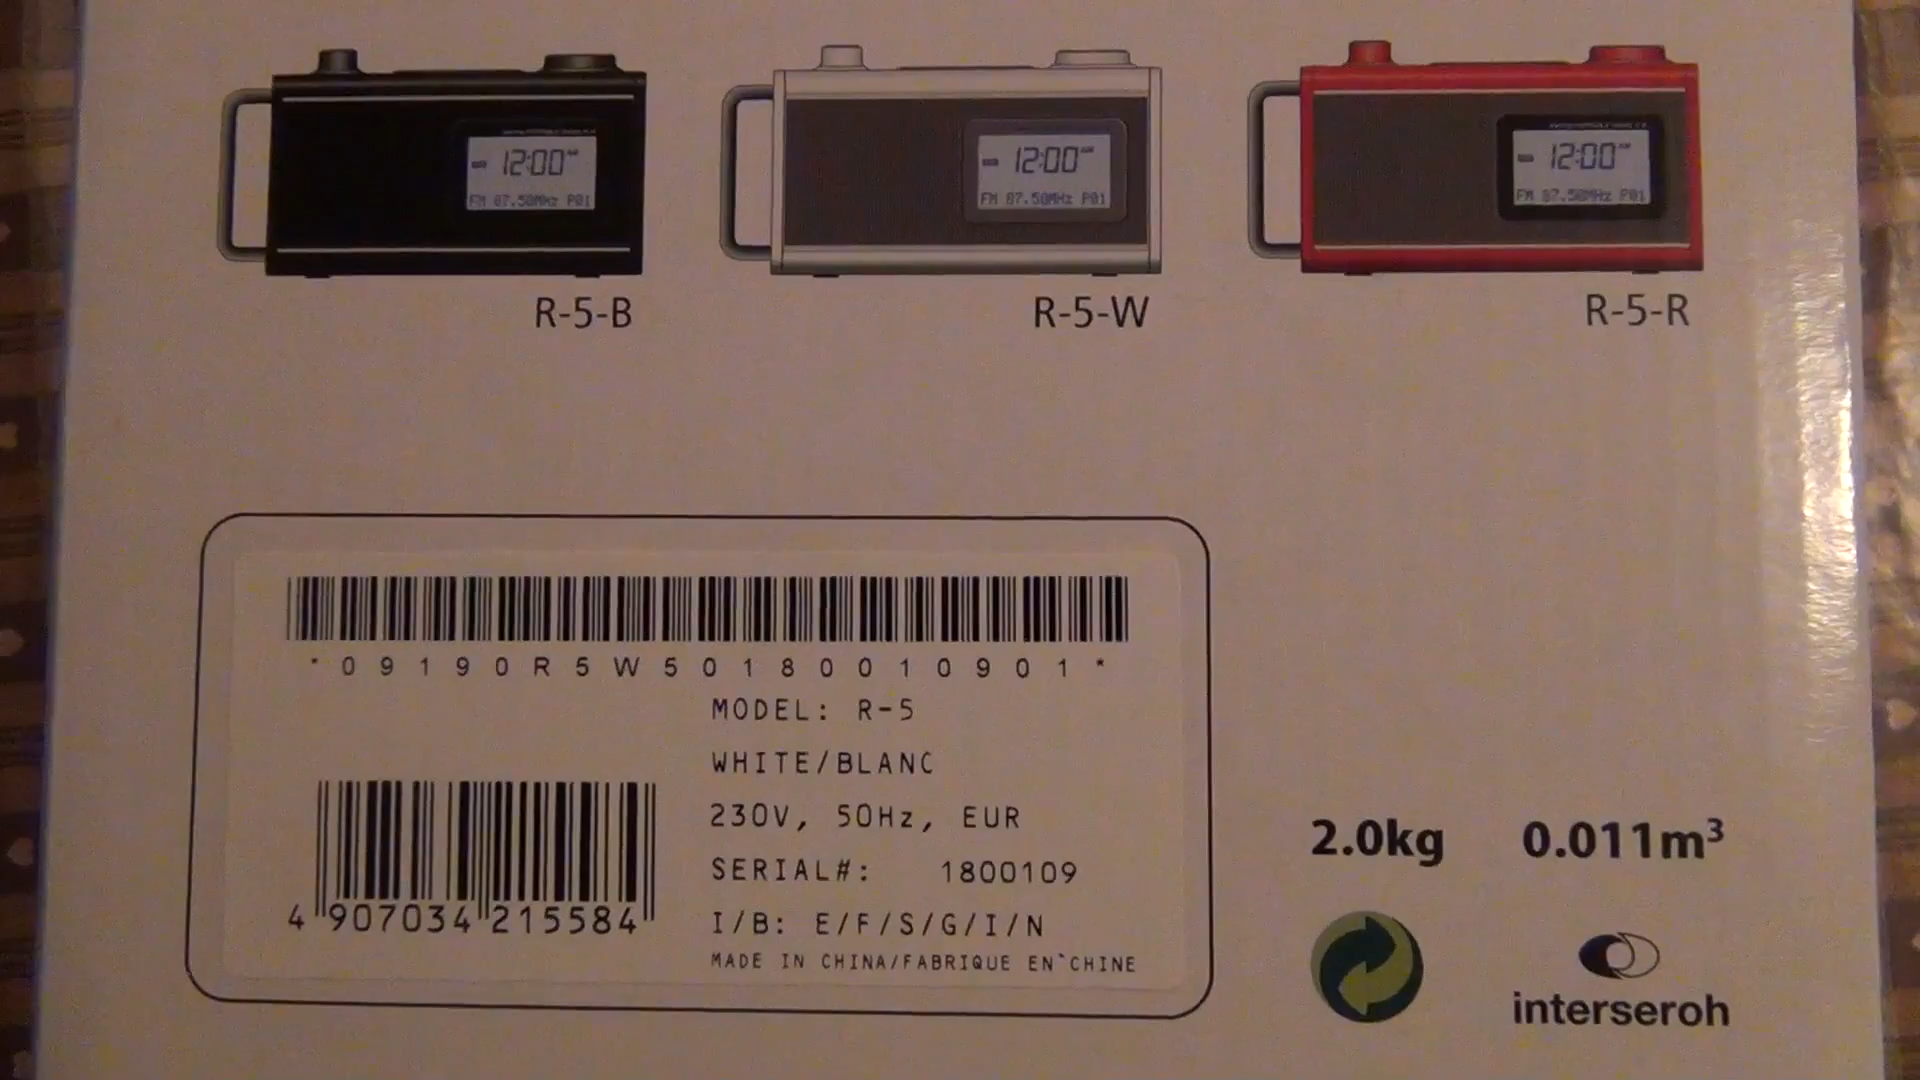 12:00
FM 87.50MHz P01
12:00
FM 87.50MHz P01
12:00
FM 87.50MHz P01
R-5-B
R-5-W
R-5-R
*09190R5W50180010901*
MODEL: R-5
WHITE/BLANC
230V, 50Hz, EUR
SERIAL#: 1800109
I/B: E/F/S/G/I/N
MADE IN CHINA/FABRIQUE EN`CHINE
4 907034 215584
2.0kg
0.011m³
interseroh